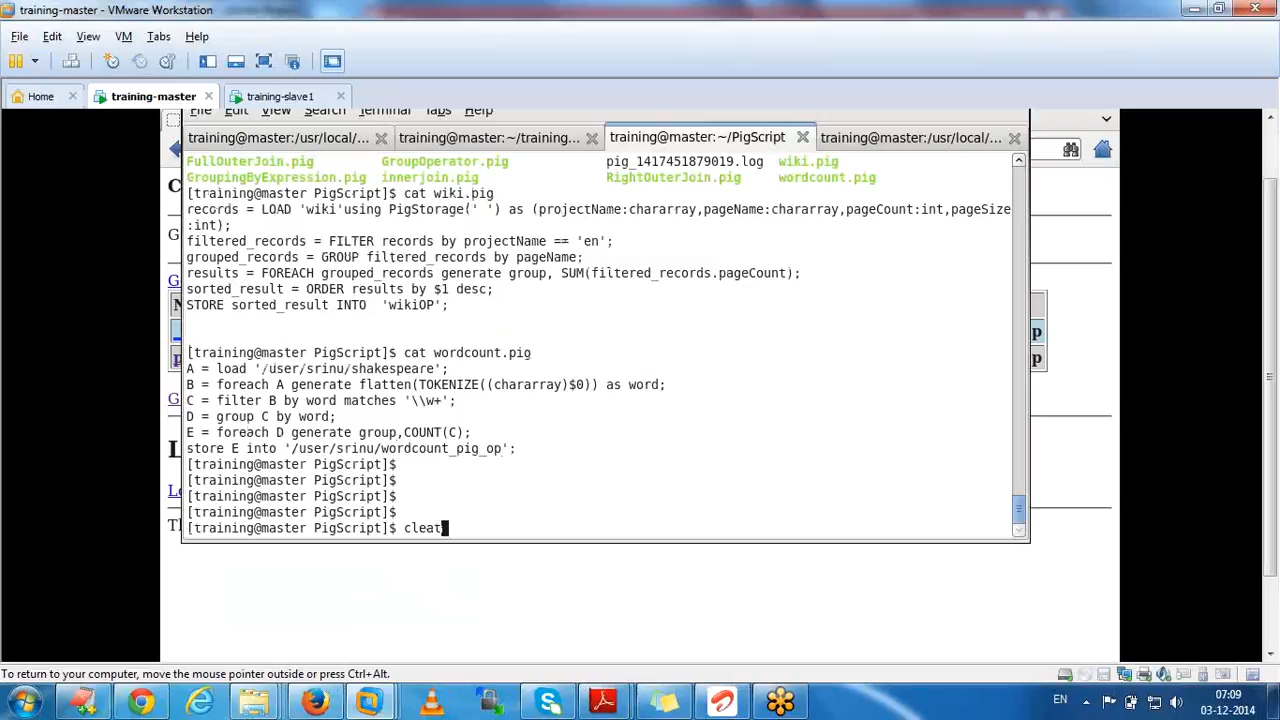 training-master - VMware Workstation
File Edit View VM Tabs Help
Home training-master training-slave1
File Edit View Search Terminal Tabs Help
training@master:/usr/local/... training@master:~/training... training@master:~/PigScript training@master:/usr/local/...
FullOuterJoin.pig GroupOperator.pig pig_1417451879019.log wiki.pig
GroupingByExpression.pig innerjoin.pig RightOuterJoin.pig wordcount.pig
[training@master PigScript]$ cat wiki.pig
records = LOAD 'wiki'using PigStorage(' ') as (projectName:chararray,pageName:chararray,pageCount:int,pageSize
:int);
filtered_records = FILTER records by projectName == 'en';
grouped_records = GROUP filtered_records by pageName;
results = FOREACH grouped_records generate group, SUM(filtered_records.pageCount);
sorted_result = ORDER results by $1 desc;
STORE sorted_result INTO  'wikiOP';
[training@master PigScript]$ cat wordcount.pig
A = load '/user/srinu/shakespeare';
B = foreach A generate flatten(TOKENIZE((chararray)$0)) as word;
C = filter B by word matches '\\w+';
D = group C by word;
E = foreach D generate group,COUNT(C);
store E into '/user/srinu/wordcount_pig_op';
[training@master PigScript]$
[training@master PigScript]$
[training@master PigScript]$
[training@master PigScript]$
[training@master PigScript]$ cleat
To return to your computer, move the mouse pointer outside or press Ctrl+Alt.
EN
07:09
03-12-2014